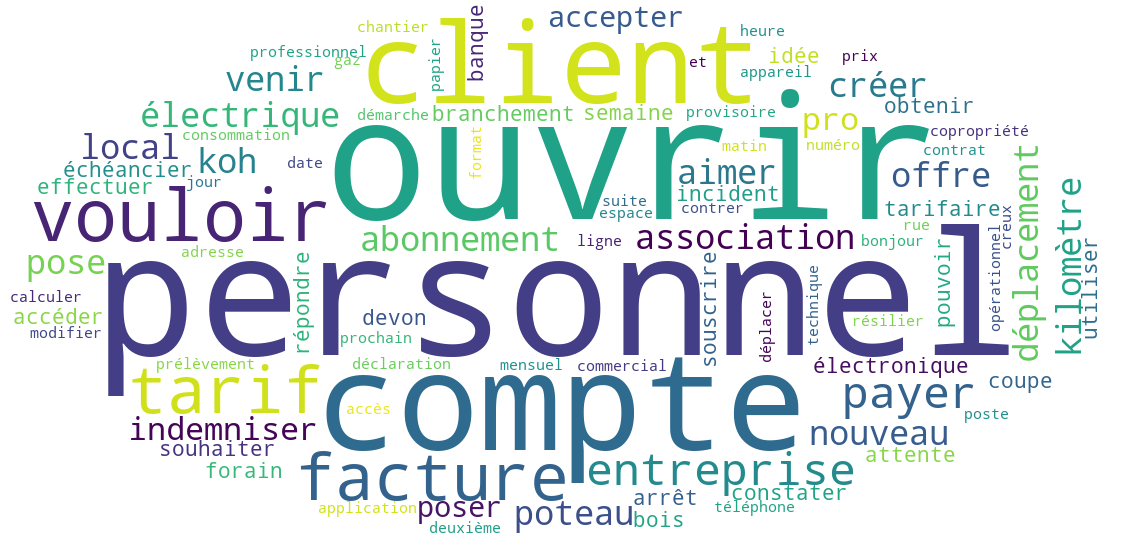 client
ouvrir
personnel
compte
vouloir
tarif
facture
entreprise
payer
association
abonnement
accepter
banque
papier
chantier
professionnel
gaz
venir
électrique
démarche
branchement
semaine
provisoire
heure
et
idée
prix
appareil
créer
obtenir
pro
numéro
copropriété
contrat
consommation
local
koh
date
échéancier
effectuer
jour
format
matin
aimer
incident
offre
tarifaire
suite
espace
contrer
rue
creux
déplacement
kilomètre
utiliser
opérationnel
bonjour
pouvoir
ligne
adresse
pose
calculer
accéder
modifier
répondre
devon
prochain
souscrire
déplacer
technique
résilier
prélèvement
déclaration
mensuel
commercial
électronique
coupe
poste
accès
indemniser
souhaiter
forain
nouveau
attente
constater
téléphone
arrêt
bois
poteau
poser
deuxième
application